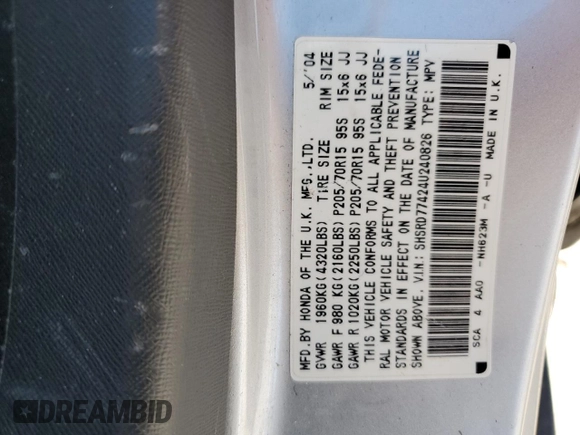 MFD.BY HONDA OF THE U.K. MFG.,LTD. 5/'04
GVWR 1960KG(4320LBS) TIRE SIZE RIM SIZE
GAWR F 980 KG(2160LBS) P205/70R15 95S 15x6 JJ
GAWR R 1020KG(2250LBS) P205/70R15 95S 15x6 JJ
THIS VEHICLE CONFORMS TO ALL APPLICABLE FEDE-
RAL MOTOR VEHICLE SAFETY AND THEFT PREVENTION
STANDARDS IN EFFECT ON THE DATE OF MANUFACTURE
SHOWN ABOVE. V.I.N: SHSRD77424U240826 TYPE: MPV
SCA 4 AA0 -NH623M -A -U MADE IN U.K.
DREAMBID